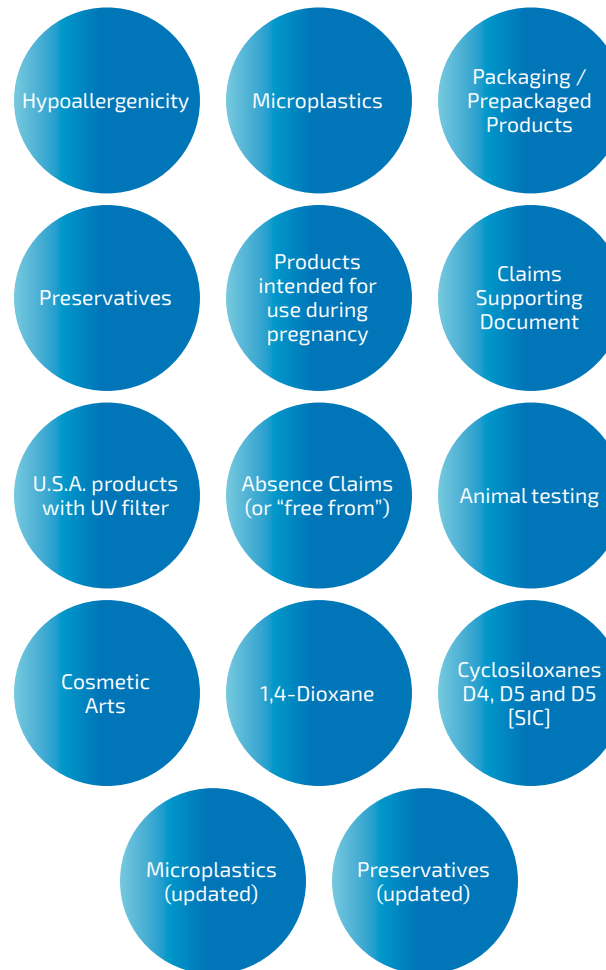 Hypoallergenicity
Microplastics
Packaging /
Prepackaged
Products
Preservatives
Products
intended for
use during
pregnancy
Claims
Supporting
Document
U.S.A. products
with UV filter
Absence Claims
(or “free from”)
Animal testing
Cosmetic
Arts
1,4-Dioxane
Cyclosiloxanes
D4, D5 and D5
[SIC]
Microplastics
(updated)
Preservatives
(updated)